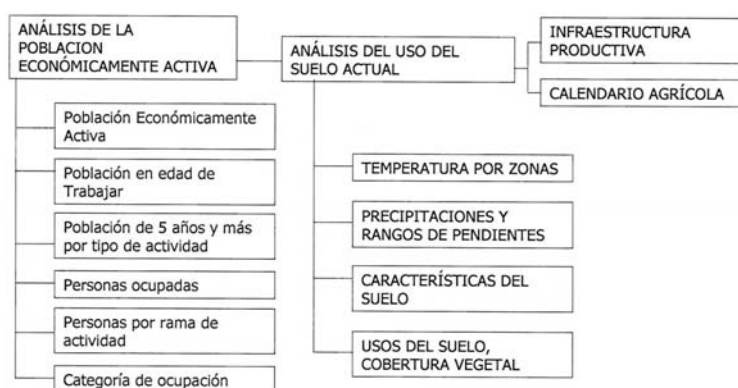 ANÁLISIS DE LA
POBLACION
ECONÓMICAMENTE ACTIVA
Población Económicamente
Activa
Población en edad de
Trabajar
Población de 5 años y más
por tipo de actividad
Personas ocupadas
Personas por rama de
actividad
Categoría de ocupación
ANÁLISIS DEL USO DEL
SUELO ACTUAL
TEMPERATURA POR ZONAS
PRECIPITACIONES Y
RANGOS DE PENDIENTES
CARACTERÍSTICAS DEL
SUELO
USOS DEL SUELO,
COBERTURA VEGETAL
INFRAESTRUCTURA
PRODUCTIVA
CALENDARIO AGRÍCOLA